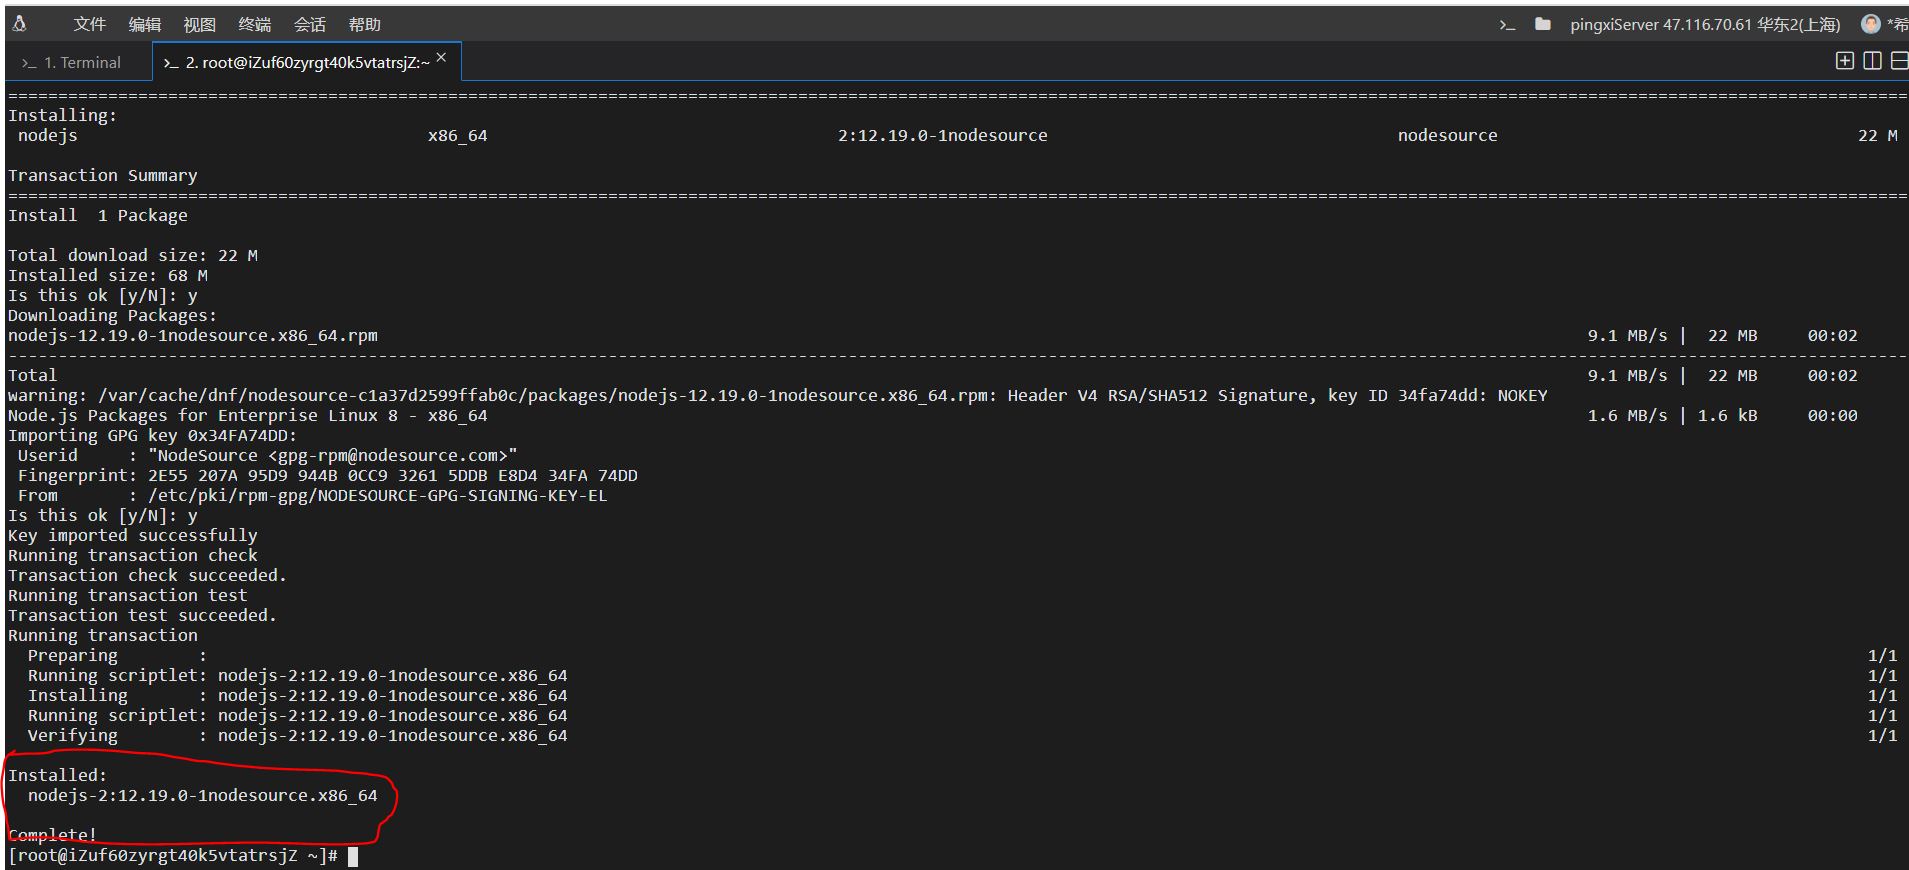 文件 编辑 视图 终端 会话 帮助 >_ pingxiServer 47.116.70.61 华东2(上海) *希
>_ 1. Terminal >_ 2. root@iZuf60zyrgt40k5vtatrsjZ:~ ×
================================================================================
Installing:
nodejs x86_64 2:12.19.0-1nodesource nodesource 22 M
Transaction Summary
================================================================================
Install  1 Package
Total download size: 22 M
Installed size: 68 M
Is this ok [y/N]: y
Downloading Packages:
nodejs-12.19.0-1nodesource.x86_64.rpm 9.1 MB/s |  22 MB 00:02
--------------------------------------------------------------------------------
Total 9.1 MB/s |  22 MB 00:02
warning: /var/cache/dnf/nodesource-c1a37d2599ffab0c/packages/nodejs-12.19.0-1nodesource.x86_64.rpm: Header V4 RSA/SHA512 Signature, key ID 34fa74dd: NOKEY
Node.js Packages for Enterprise Linux 8 - x86_64 1.6 MB/s | 1.6 kB 00:00
Importing GPG key 0x34FA74DD:
Userid     : "NodeSource <gpg-rpm@nodesource.com>"
Fingerprint: 2E55 207A 95D9 944B 0CC9 3261 5DDB E8D4 34FA 74DD
From       : /etc/pki/rpm-gpg/NODESOURCE-GPG-SIGNING-KEY-EL
Is this ok [y/N]: y
Key imported successfully
Running transaction check
Transaction check succeeded.
Running transaction test
Transaction test succeeded.
Running transaction
Preparing        : 1/1
Running scriptlet: nodejs-2:12.19.0-1nodesource.x86_64 1/1
Installing       : nodejs-2:12.19.0-1nodesource.x86_64 1/1
Running scriptlet: nodejs-2:12.19.0-1nodesource.x86_64 1/1
Verifying        : nodejs-2:12.19.0-1nodesource.x86_64 1/1
Installed:
nodejs-2:12.19.0-1nodesource.x86_64
Complete!
[root@iZuf60zyrgt40k5vtatrsjZ ~]#